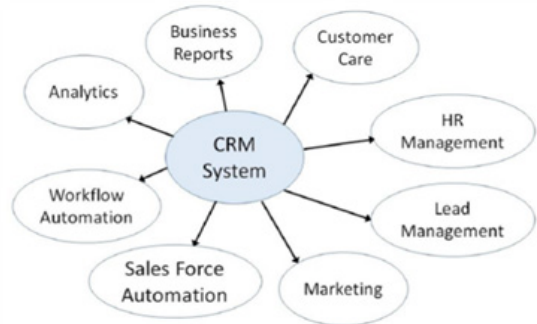 Business
Reports
Customer
Care
Analytics
HR
Management
CRM
System
Workflow
Automation
Lead
Management
Sales Force
Automation
Marketing